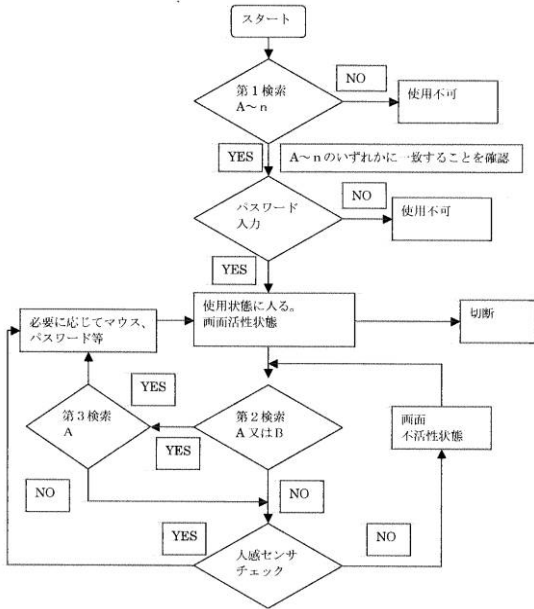 スタート
第1検索
A～n
NO
使用不可
YES
A～nのいずれかに一致することを確認
パスワード
入力
NO
使用不可
YES
必要に応じてマウス、
パスワード等
使用状態に入る。
画面活性状態
切断
YES
第3検索
A
YES
第2検索
A又はB
画面
不活性状態
NO
NO
YES
人感センサ
チェック
NO